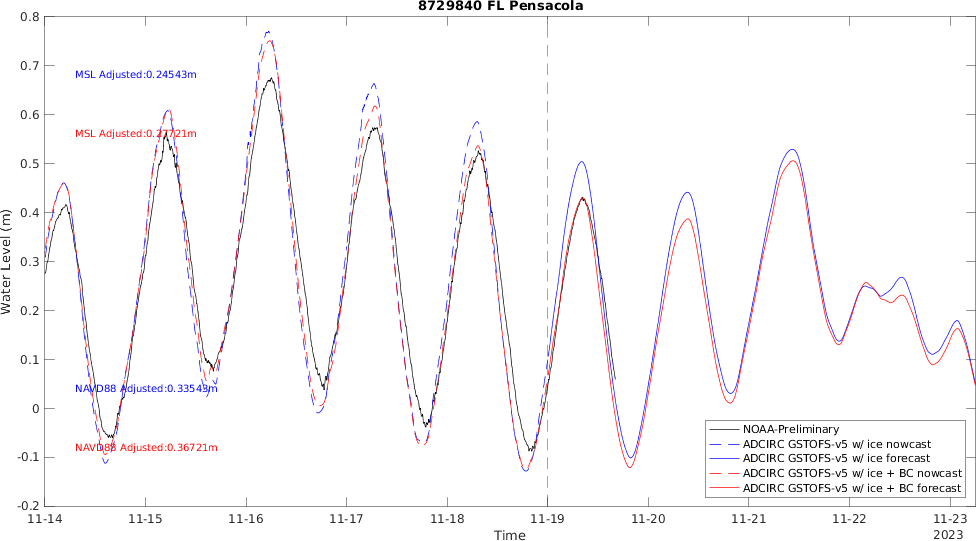 8729840 FL Pensacola
Water Level (m)
0.8
0.7
0.6
0.5
0.4
0.3
0.2
0.1
0
-0.1
-0.2
MSL Adjusted:0.24543m
MSL Adjusted:0.27721m
NAVD88 Adjusted:0.33543m
NAVD88 Adjusted:0.36721m
NOAA-Preliminary
ADCIRC GSTOFS-v5 w/ ice nowcast
ADCIRC GSTOFS-v5 w/ ice forecast
ADCIRC GSTOFS-v5 w/ ice + BC nowcast
ADCIRC GSTOFS-v5 w/ ice + BC forecast
11-14 11-15 11-16 11-17 11-18 11-19 11-20 11-21 11-22 11-23
2023
Time